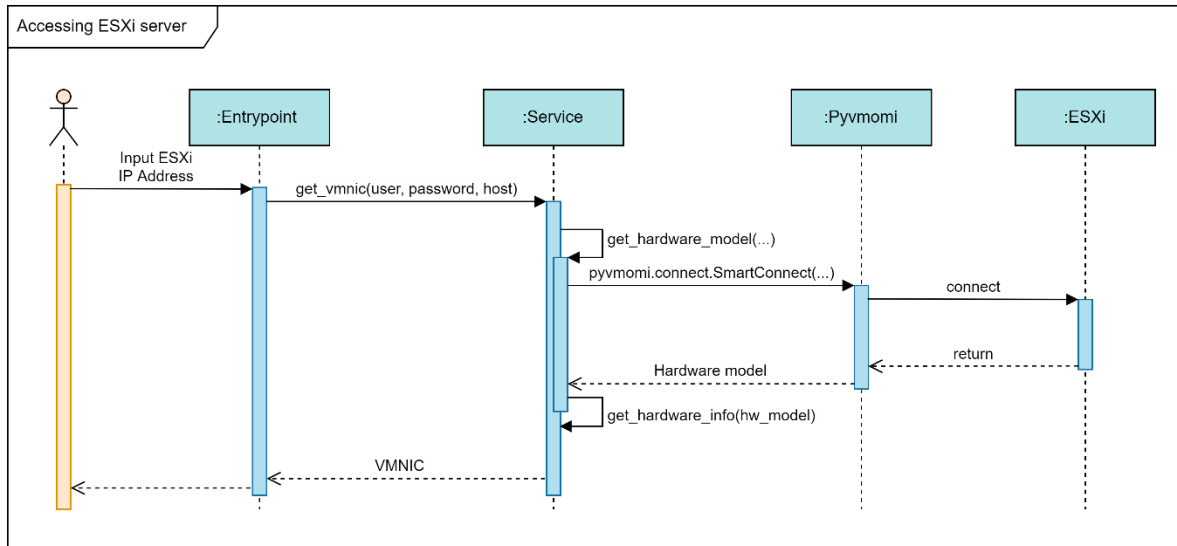 Accessing ESXi server
:Entrypoint
:Service
:Pyvmomi
:ESXi
Input ESXi
IP Address
get_vmnic(user, password, host)
get_hardware_model(...)
pyvmomi.connect.SmartConnect(...)
connect
return
Hardware model
get_hardware_info(hw_model)
VMNIC